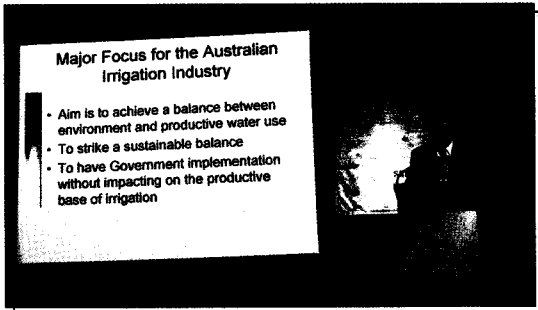 Major Focus for the Australian
Irrigation Industry
• Aim is to achieve a balance between
environment and productive water use
• To strike a sustainable balance
• To have Government implementation
without impacting on the productive
base of irrigation